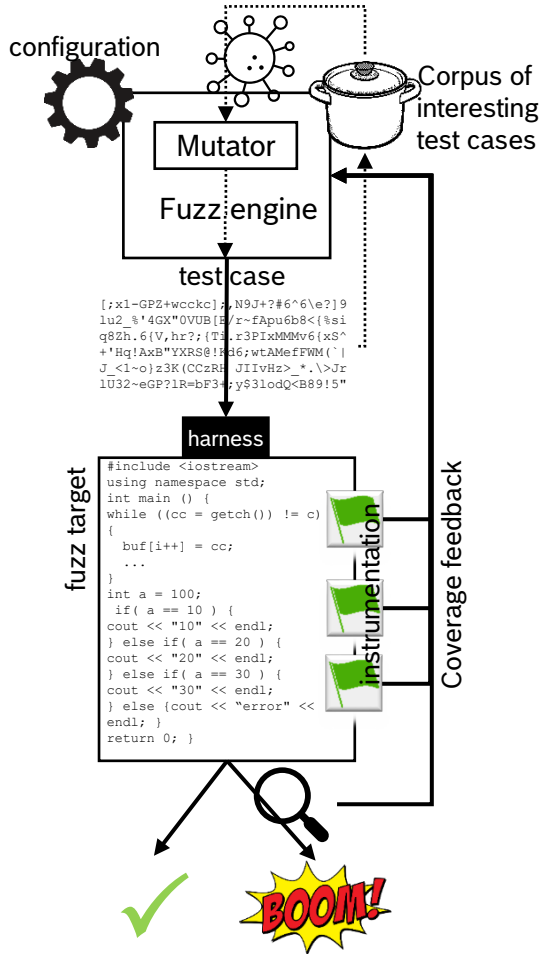 configuration
Corpus of
interesting
test cases
Mutator
Fuzz engine
test case
[;x1-GPZ+wcckc];,N9J+?#6^6\e?]9
lu2_%'4GX"0VUB[E/r~fApu6b8<{%si
q8Zh.6{V,hr?;{Ti.r3PIxMMMv6{xS^
+'Hq!AxB"YXRS@!Kd6;wtAMefFWM(`|
J_<1~o}z3K(CCzRH JIIvHz>_*.\>Jr
lU32~eGP?lR=bF3+;y$3lodQ<B89!5"
harness
fuzz target
#include <iostream>
using namespace std;
int main () {
while ((cc = getch()) != c)
{
buf[i++] = cc;
...
}
int a = 100;
if( a == 10 ) {
cout << "10" << endl;
} else if( a == 20 ) {
cout << "20" << endl;
} else if( a == 30 ) {
cout << "30" << endl;
} else {cout << “error" <<
endl; }
return 0; }
instrumentation
Coverage feedback
BOOM!